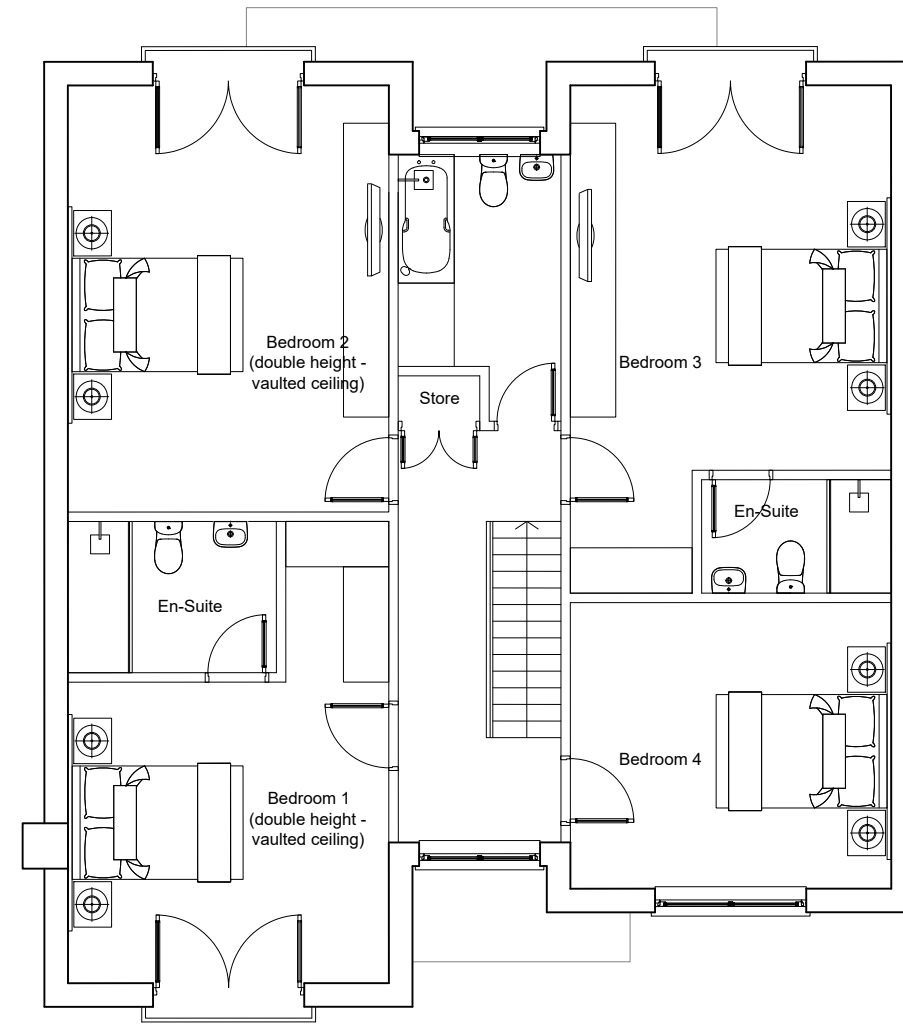 Bedroom 2
(double height -
vaulted ceiling)
Bedroom 3
Store
En-Suite
En-Suite
Bedroom 4
Bedroom 1
(double height -
vaulted ceiling)